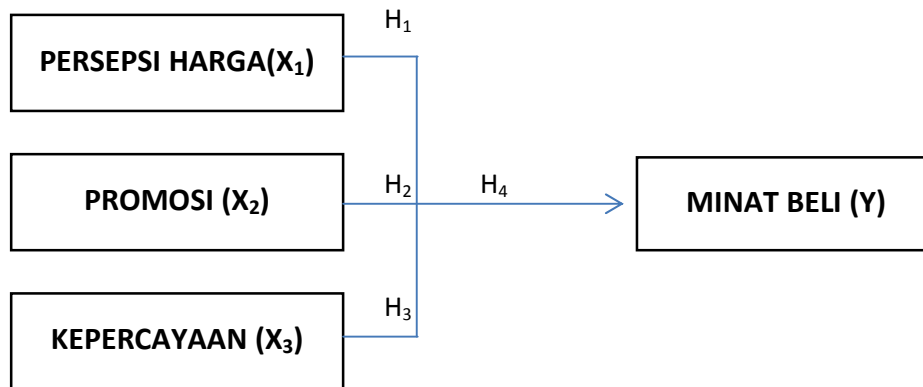 H₁
PERSEPSI HARGA(X₁)
PROMOSI (X₂)
H₂
H₄
MINAT BELI (Y)
H₃
KEPERCAYAAN (X₃)